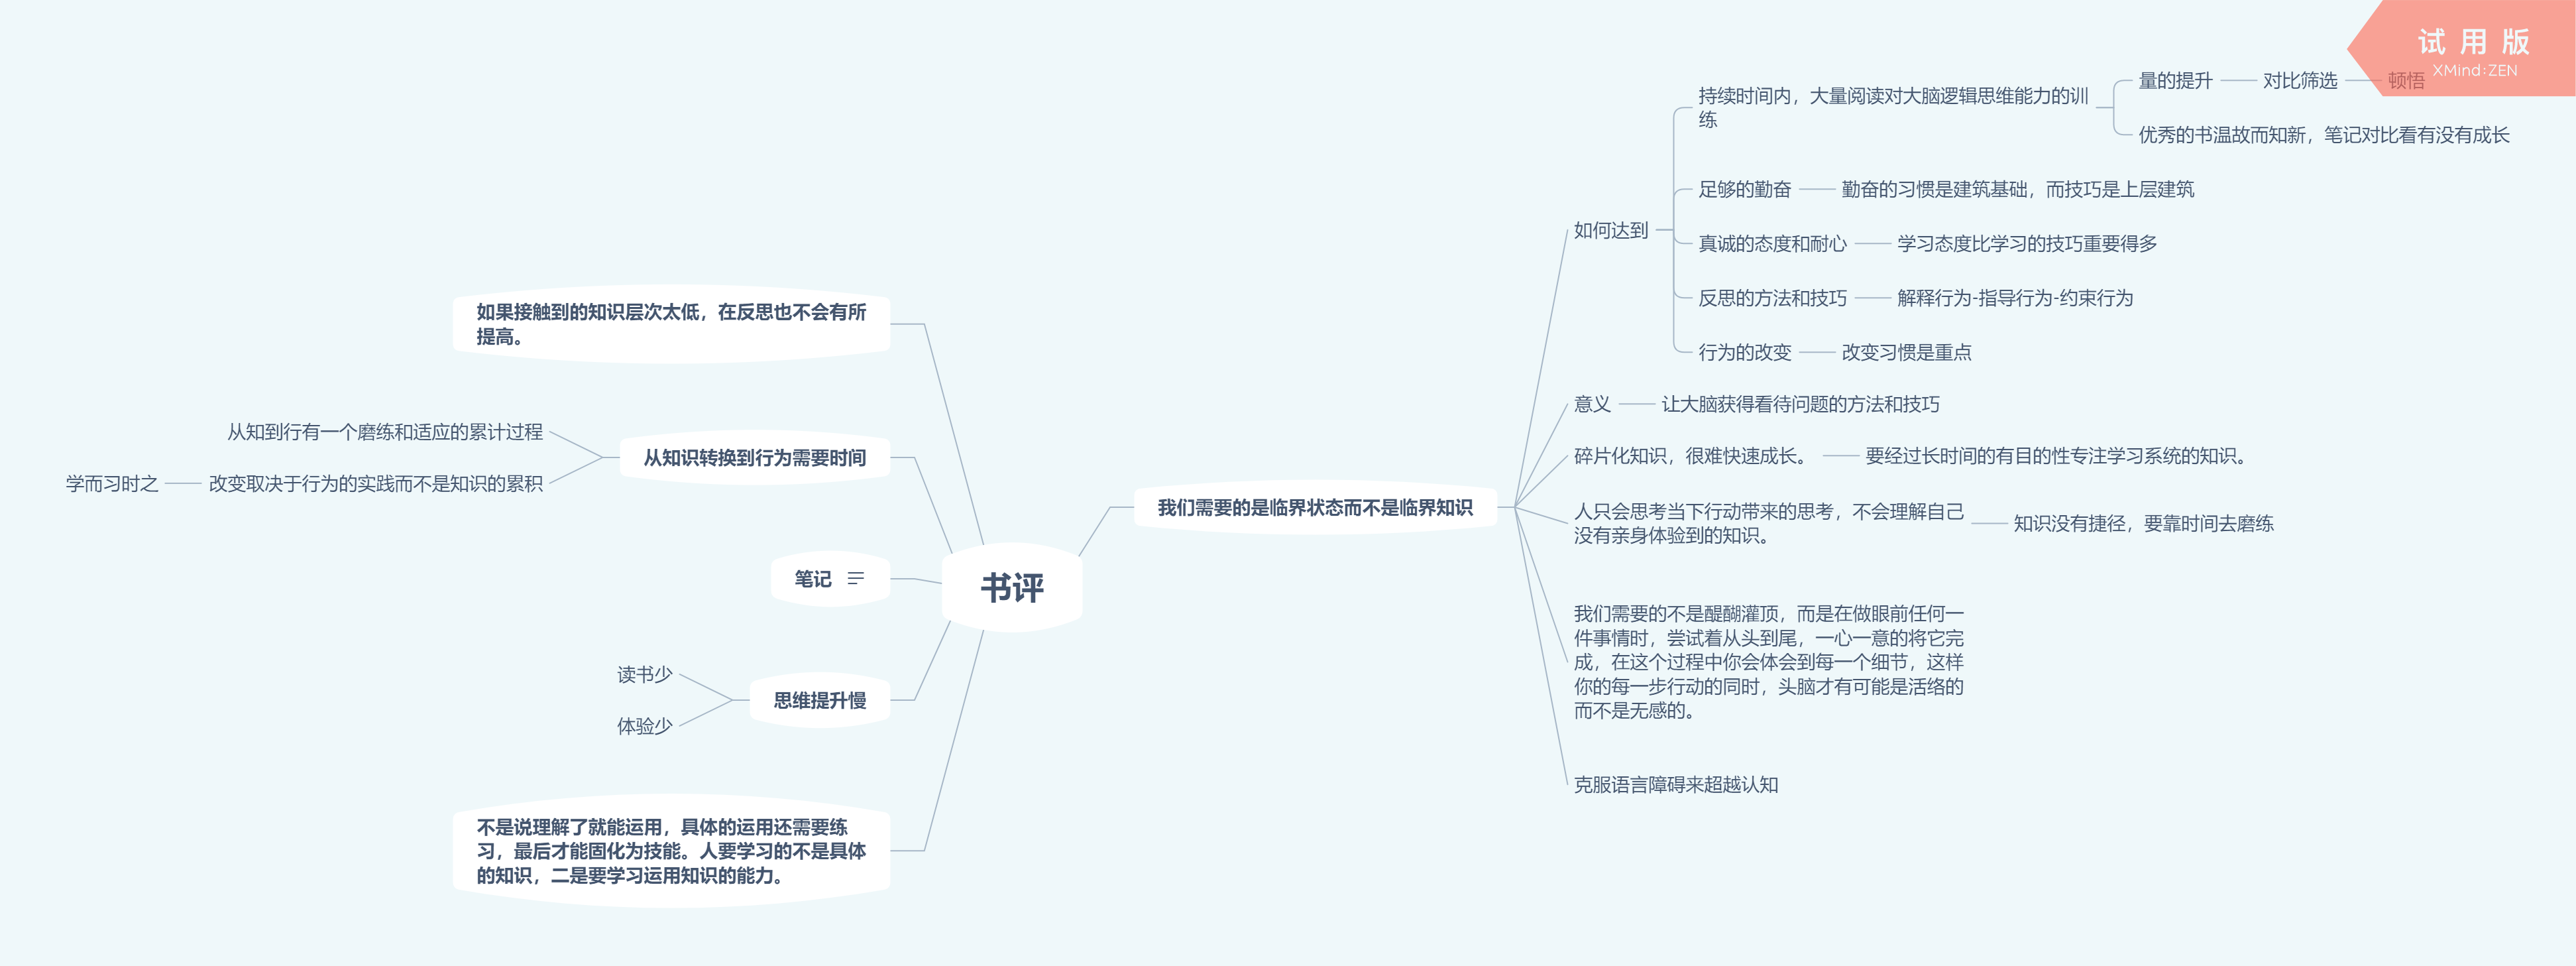 书评
我们需要的是临界状态而不是临界知识
如何达到
持续时间内，大量阅读对大脑逻辑思维能力的训
练
量的提升
对比筛选
顿悟
优秀的书温故而知新，笔记对比看有没有成长
足够的勤奋
勤奋的习惯是建筑基础，而技巧是上层建筑
真诚的态度和耐心
学习态度比学习的技巧重要得多
反思的方法和技巧
解释行为-指导行为-约束行为
行为的改变
改变习惯是重点
意义
让大脑获得看待问题的方法和技巧
碎片化知识，很难快速成长。
要经过长时间的有目的性专注学习系统的知识。
人只会思考当下行动带来的思考，不会理解自己
没有亲身体验到的知识。
知识没有捷径，要靠时间去磨练
我们需要的不是醍醐灌顶，而是在做眼前任何一
件事情时，尝试着从头到尾，一心一意的将它完
成，在这个过程中你会体会到每一个细节，这样
你的每一步行动的同时，头脑才有可能是活络的
而不是无感的。
克服语言障碍来超越认知
如果接触到的知识层次太低，在反思也不会有所
提高。
从知识转换到行为需要时间
从知到行有一个磨练和适应的累计过程
改变取决于行为的实践而不是知识的累积
学而习时之
笔记
思维提升慢
读书少
体验少
不是说理解了就能运用，具体的运用还需要练
习，最后才能固化为技能。人要学习的不是具体
的知识，二是要学习运用知识的能力。
试用版
XMind:ZEN